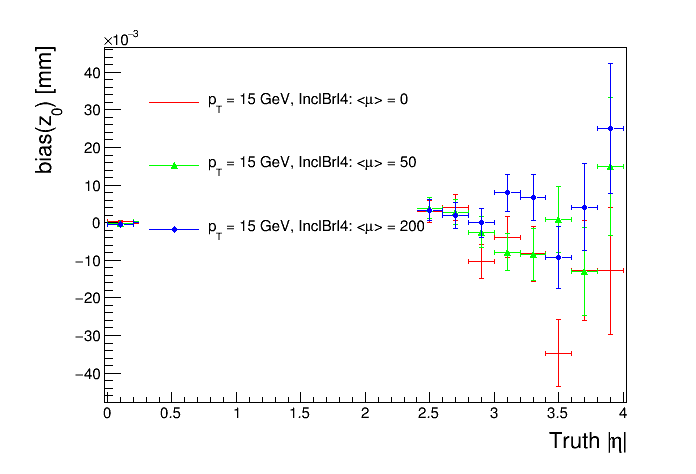 ×10⁻³
bias(z₀) [mm]
40
30
20
10
0
−10
−20
−30
−40
p_T = 15 GeV, InclBrl4: <μ> = 0
p_T = 15 GeV, InclBrl4: <μ> = 50
p_T = 15 GeV, InclBrl4: <μ> = 200
0 0.5 1 1.5 2 2.5 3 3.5 4
Truth |η|